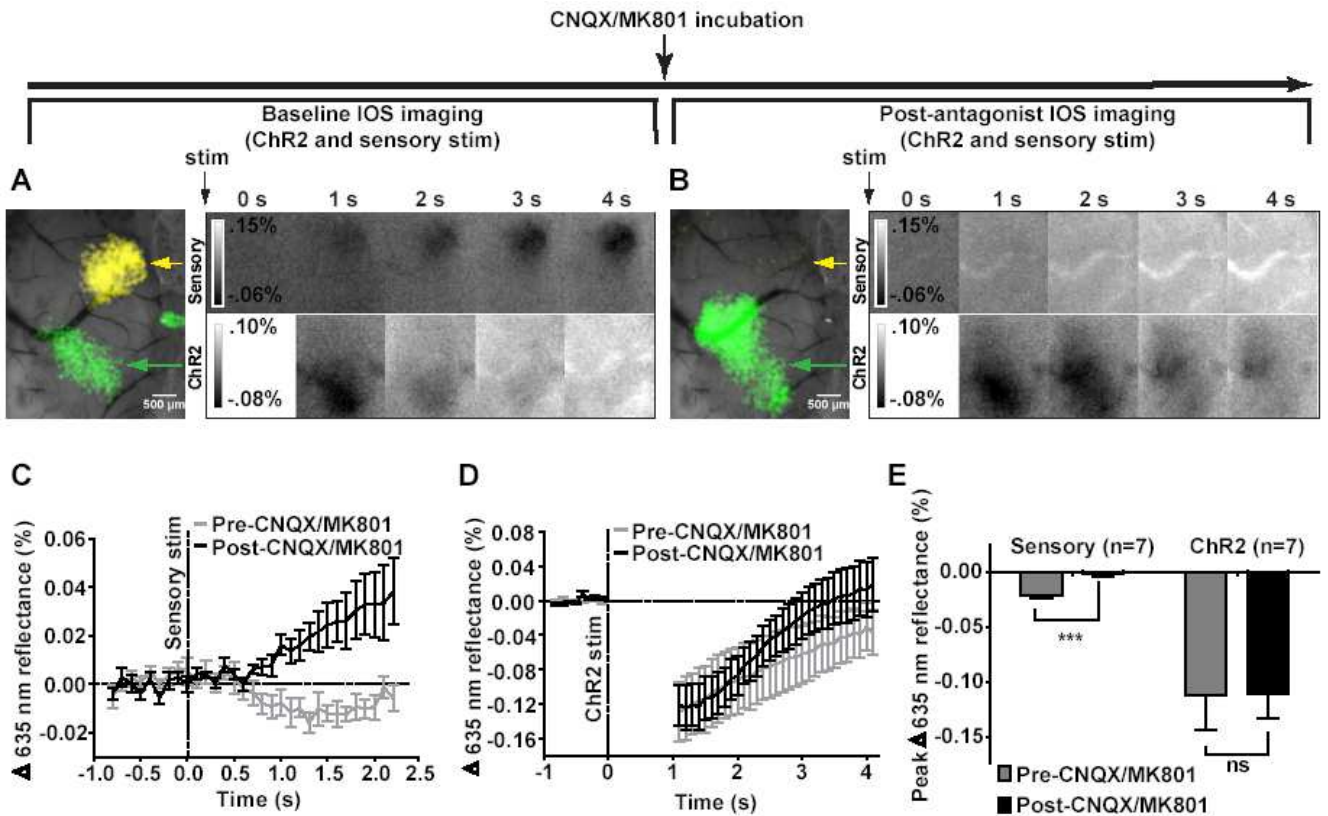 CNQX/MK801 incubation
Baseline IOS imaging
(ChR2 and sensory stim)
Post-antagonist IOS imaging
(ChR2 and sensory stim)
A
stim
0 s 1 s 2 s 3 s 4 s
500 µm
Sensory
.15%
-.06%
ChR2
.10%
-.08%
B
stim
0 s 1 s 2 s 3 s 4 s
500 µm
Sensory
.15%
-.06%
ChR2
.10%
-.08%
C
Δ 635 nm reflectance (%)
0.06
0.04
0.02
0.00
-0.02
Sensory stim
Pre-CNQX/MK801
Post-CNQX/MK801
-1.0 -0.5 0.0 0.5 1.0 1.5 2.0 2.5
Time (s)
D
Δ 635 nm reflectance (%)
0.08
0.04
0.00
-0.04
-0.08
-0.12
-0.16
ChR2 stim
Pre-CNQX/MK801
Post-CNQX/MK801
-1 0 1 2 3 4
Time (s)
E
Peak Δ 635 nm reflectance (%)
Sensory (n=7) ChR2 (n=7)
0.00
-0.05
-0.10
-0.15
***
ns
Pre-CNQX/MK801
Post-CNQX/MK801